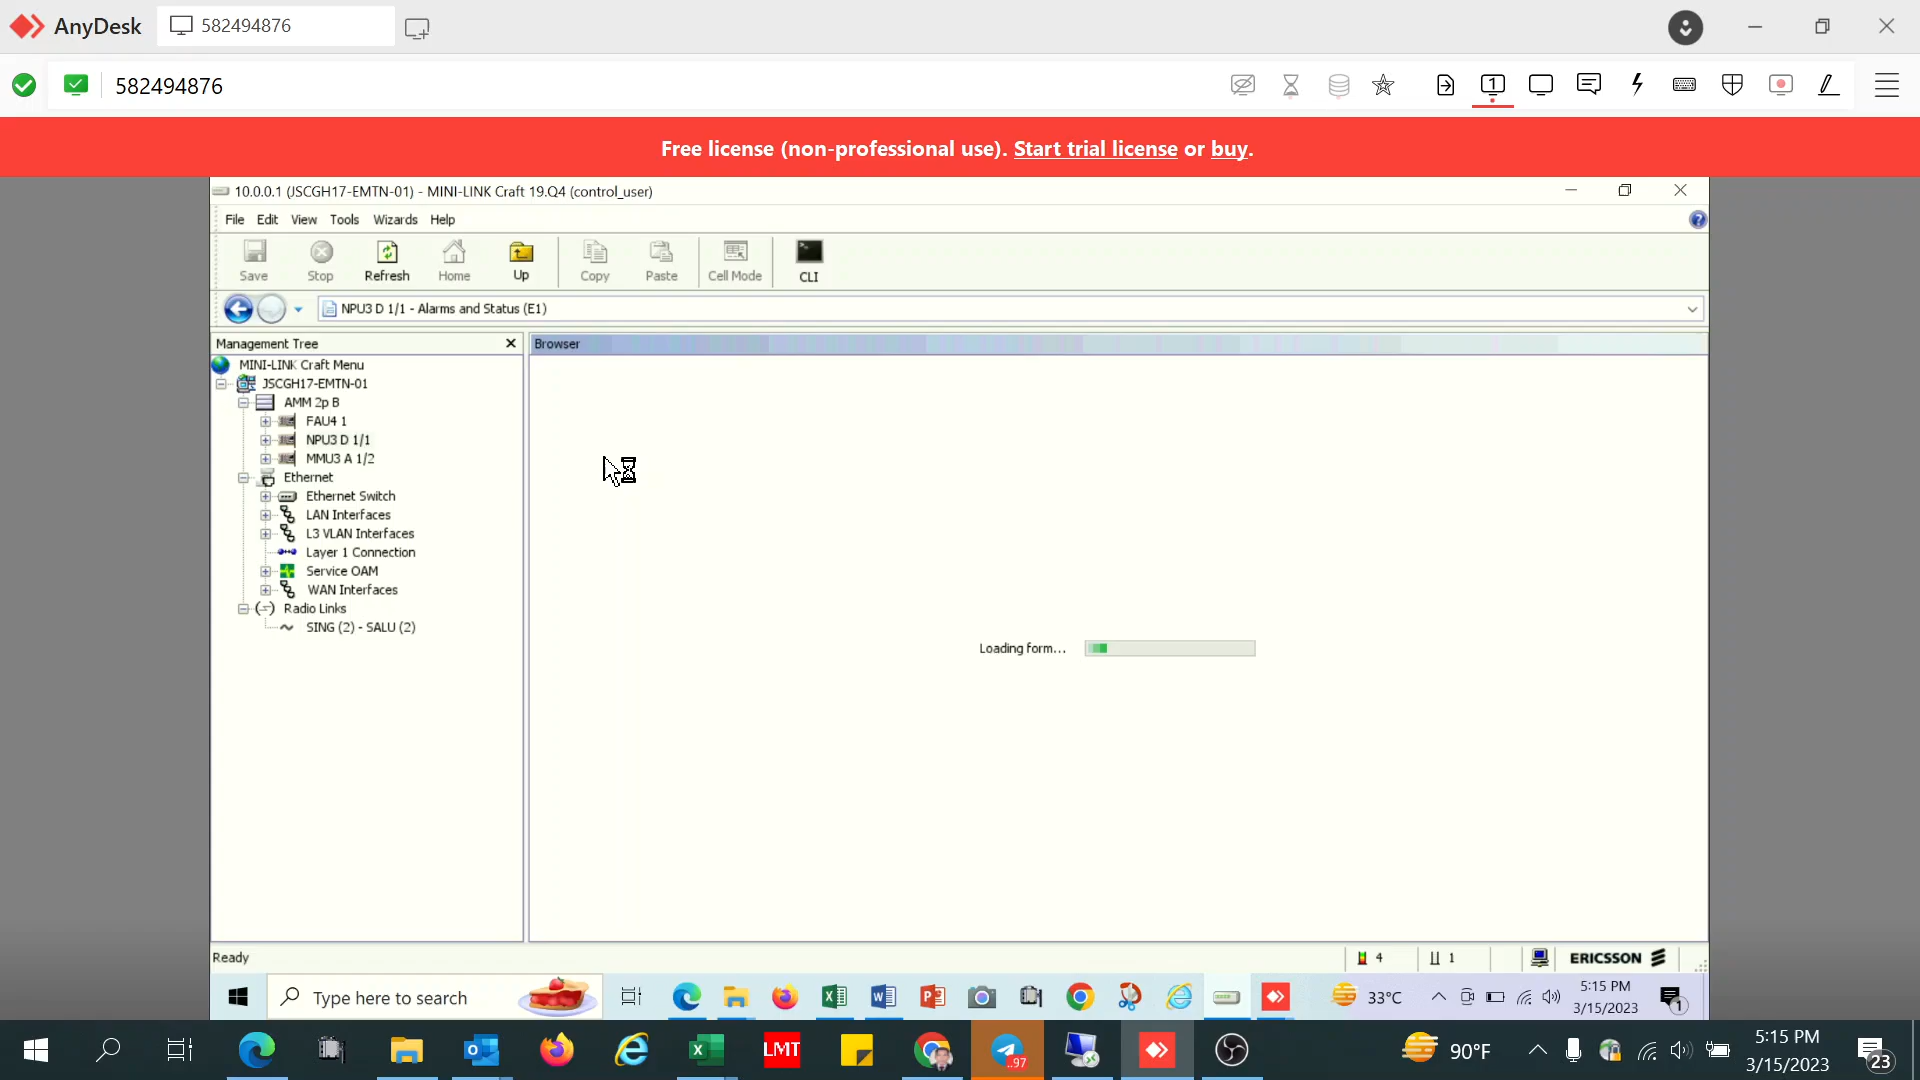 AnyDesk
582494876
582494876
1
Free license (non-professional use). Start trial license or buy.
10.0.0.1 (JSCGH17-EMTN-01) - MINI-LINK Craft 19.Q4 (control_user)
File Edit View Tools Wizards Help
?
Save Stop Refresh Home Up Copy Paste Cell Mode CLI
NPU3 D 1/1 - Alarms and Status (E1)
Management Tree
Browser
MINI-LINK Craft Menu
JSCGH17-EMTN-01
AMM 2p B
FAU4 1
NPU3 D 1/1
MMU3 A 1/2
Ethernet
Ethernet Switch
LAN Interfaces
L3 VLAN Interfaces
Layer 1 Connection
Service OAM
WAN Interfaces
Radio Links
SING (2) - SALU (2)
Loading form...
Ready
4
1
ERICSSON
Type here to search
33°C
5:15 PM
3/15/2023
1
LMT
..97
90°F
5:15 PM
3/15/2023
23